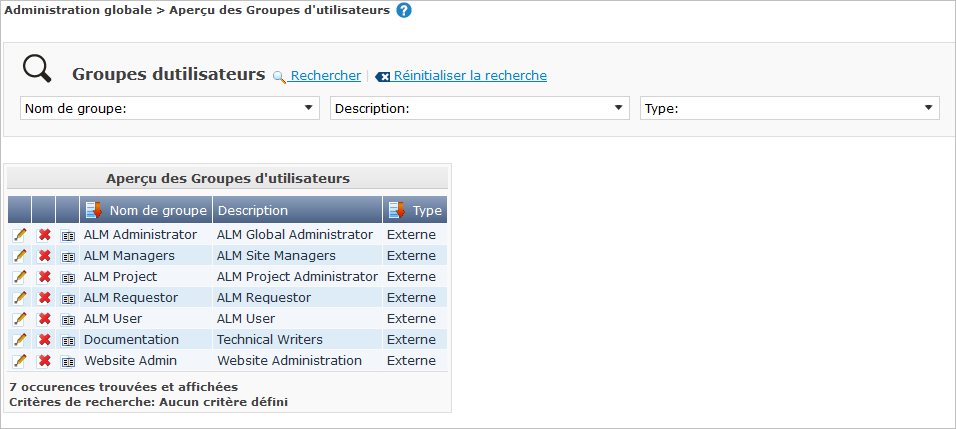 Administration globale > Aperçu des Groupes d'utilisateurs ?
Groupes dutilisateurs Rechercher | Réinitialiser la recherche
Nom de groupe: Description: Type:
Aperçu des Groupes d'utilisateurs
Nom de groupe Description Type
ALM Administrator ALM Global Administrator Externe
ALM Managers ALM Site Managers Externe
ALM Project ALM Project Administrator Externe
ALM Requestor ALM Requestor Externe
ALM User ALM User Externe
Documentation Technical Writers Externe
Website Admin Website Administration Externe
7 occurences trouvées et affichées
Critères de recherche: Aucun critère défini